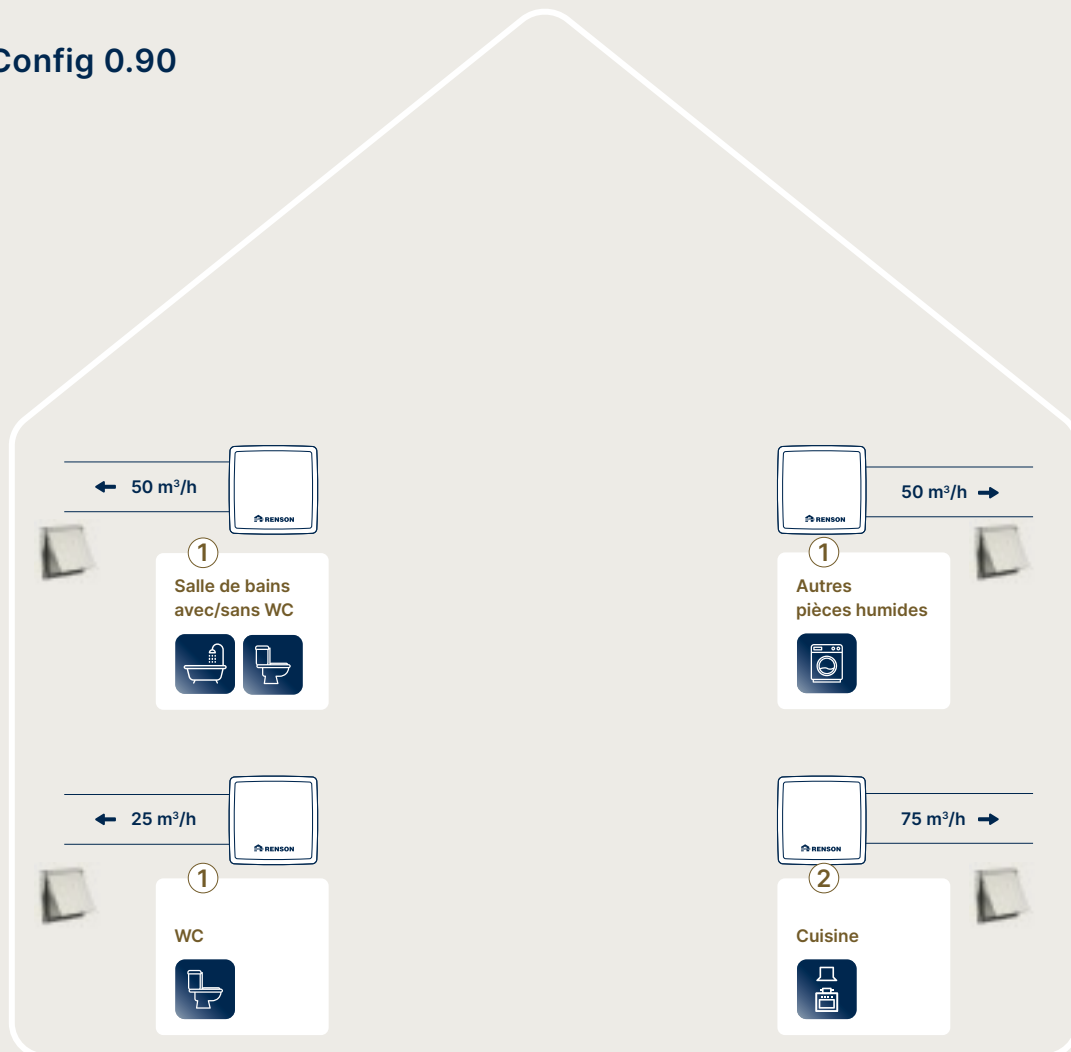 Config 0.90
50 m³/h
RENSON
1
Salle de bains
avec/sans WC
RENSON
50 m³/h
1
Autres
pièces humides
25 m³/h
RENSON
1
WC
RENSON
75 m³/h
2
Cuisine